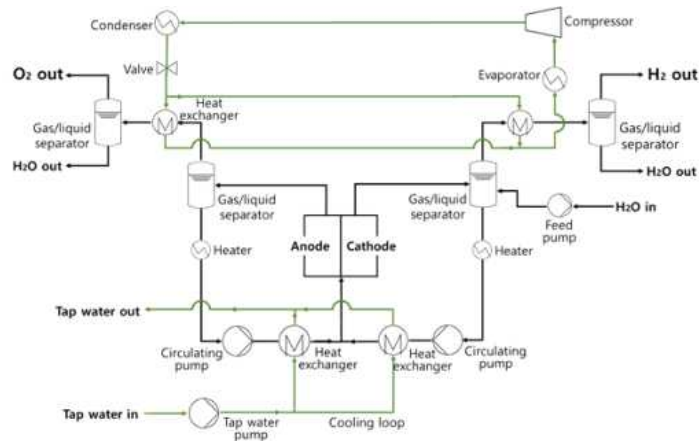 Condenser
Compressor
Valve
Evaporator
O2 out
H2 out
Heat
exchanger
Gas/liquid
separator
Gas/liquid
separator
H2O out
H2O out
Gas/liquid
separator
Gas/liquid
separator
H2O in
Feed
pump
Anode
Cathode
Heater
Heater
Tap water out
Circulating
pump
Heat
exchanger
Heat
exchanger
Circulating
pump
Tap water in
Tap water
pump
Cooling loop